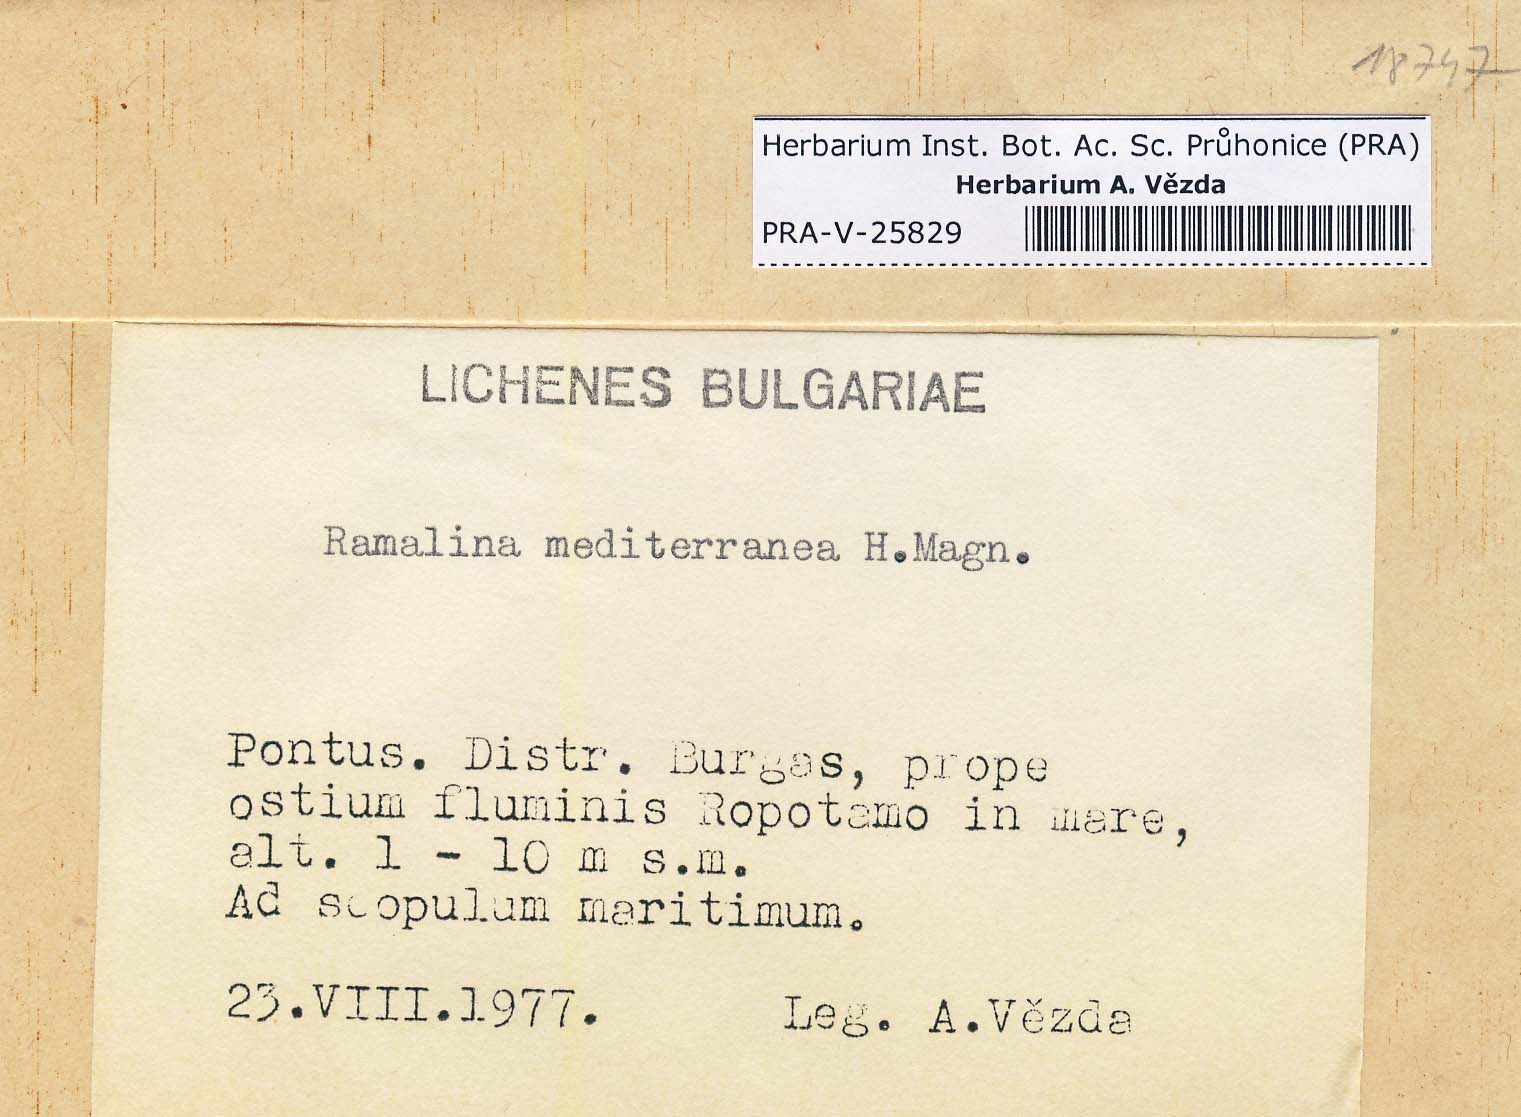 18747
Herbarium Inst. Bot. Ac. Sc. Průhonice (PRA)
Herbarium A. Vězda
PRA-V-25829
LICHENES BULGARIAE
Ramalina mediterranea H.Magn.
Pontus. Distr. Burgas, prope
ostium fluminis Ropotamo in mare,
alt. 1 - 10 m s.m.
Ad scopulum maritimum.
23.VIII.1977. Leg. A.Vězda